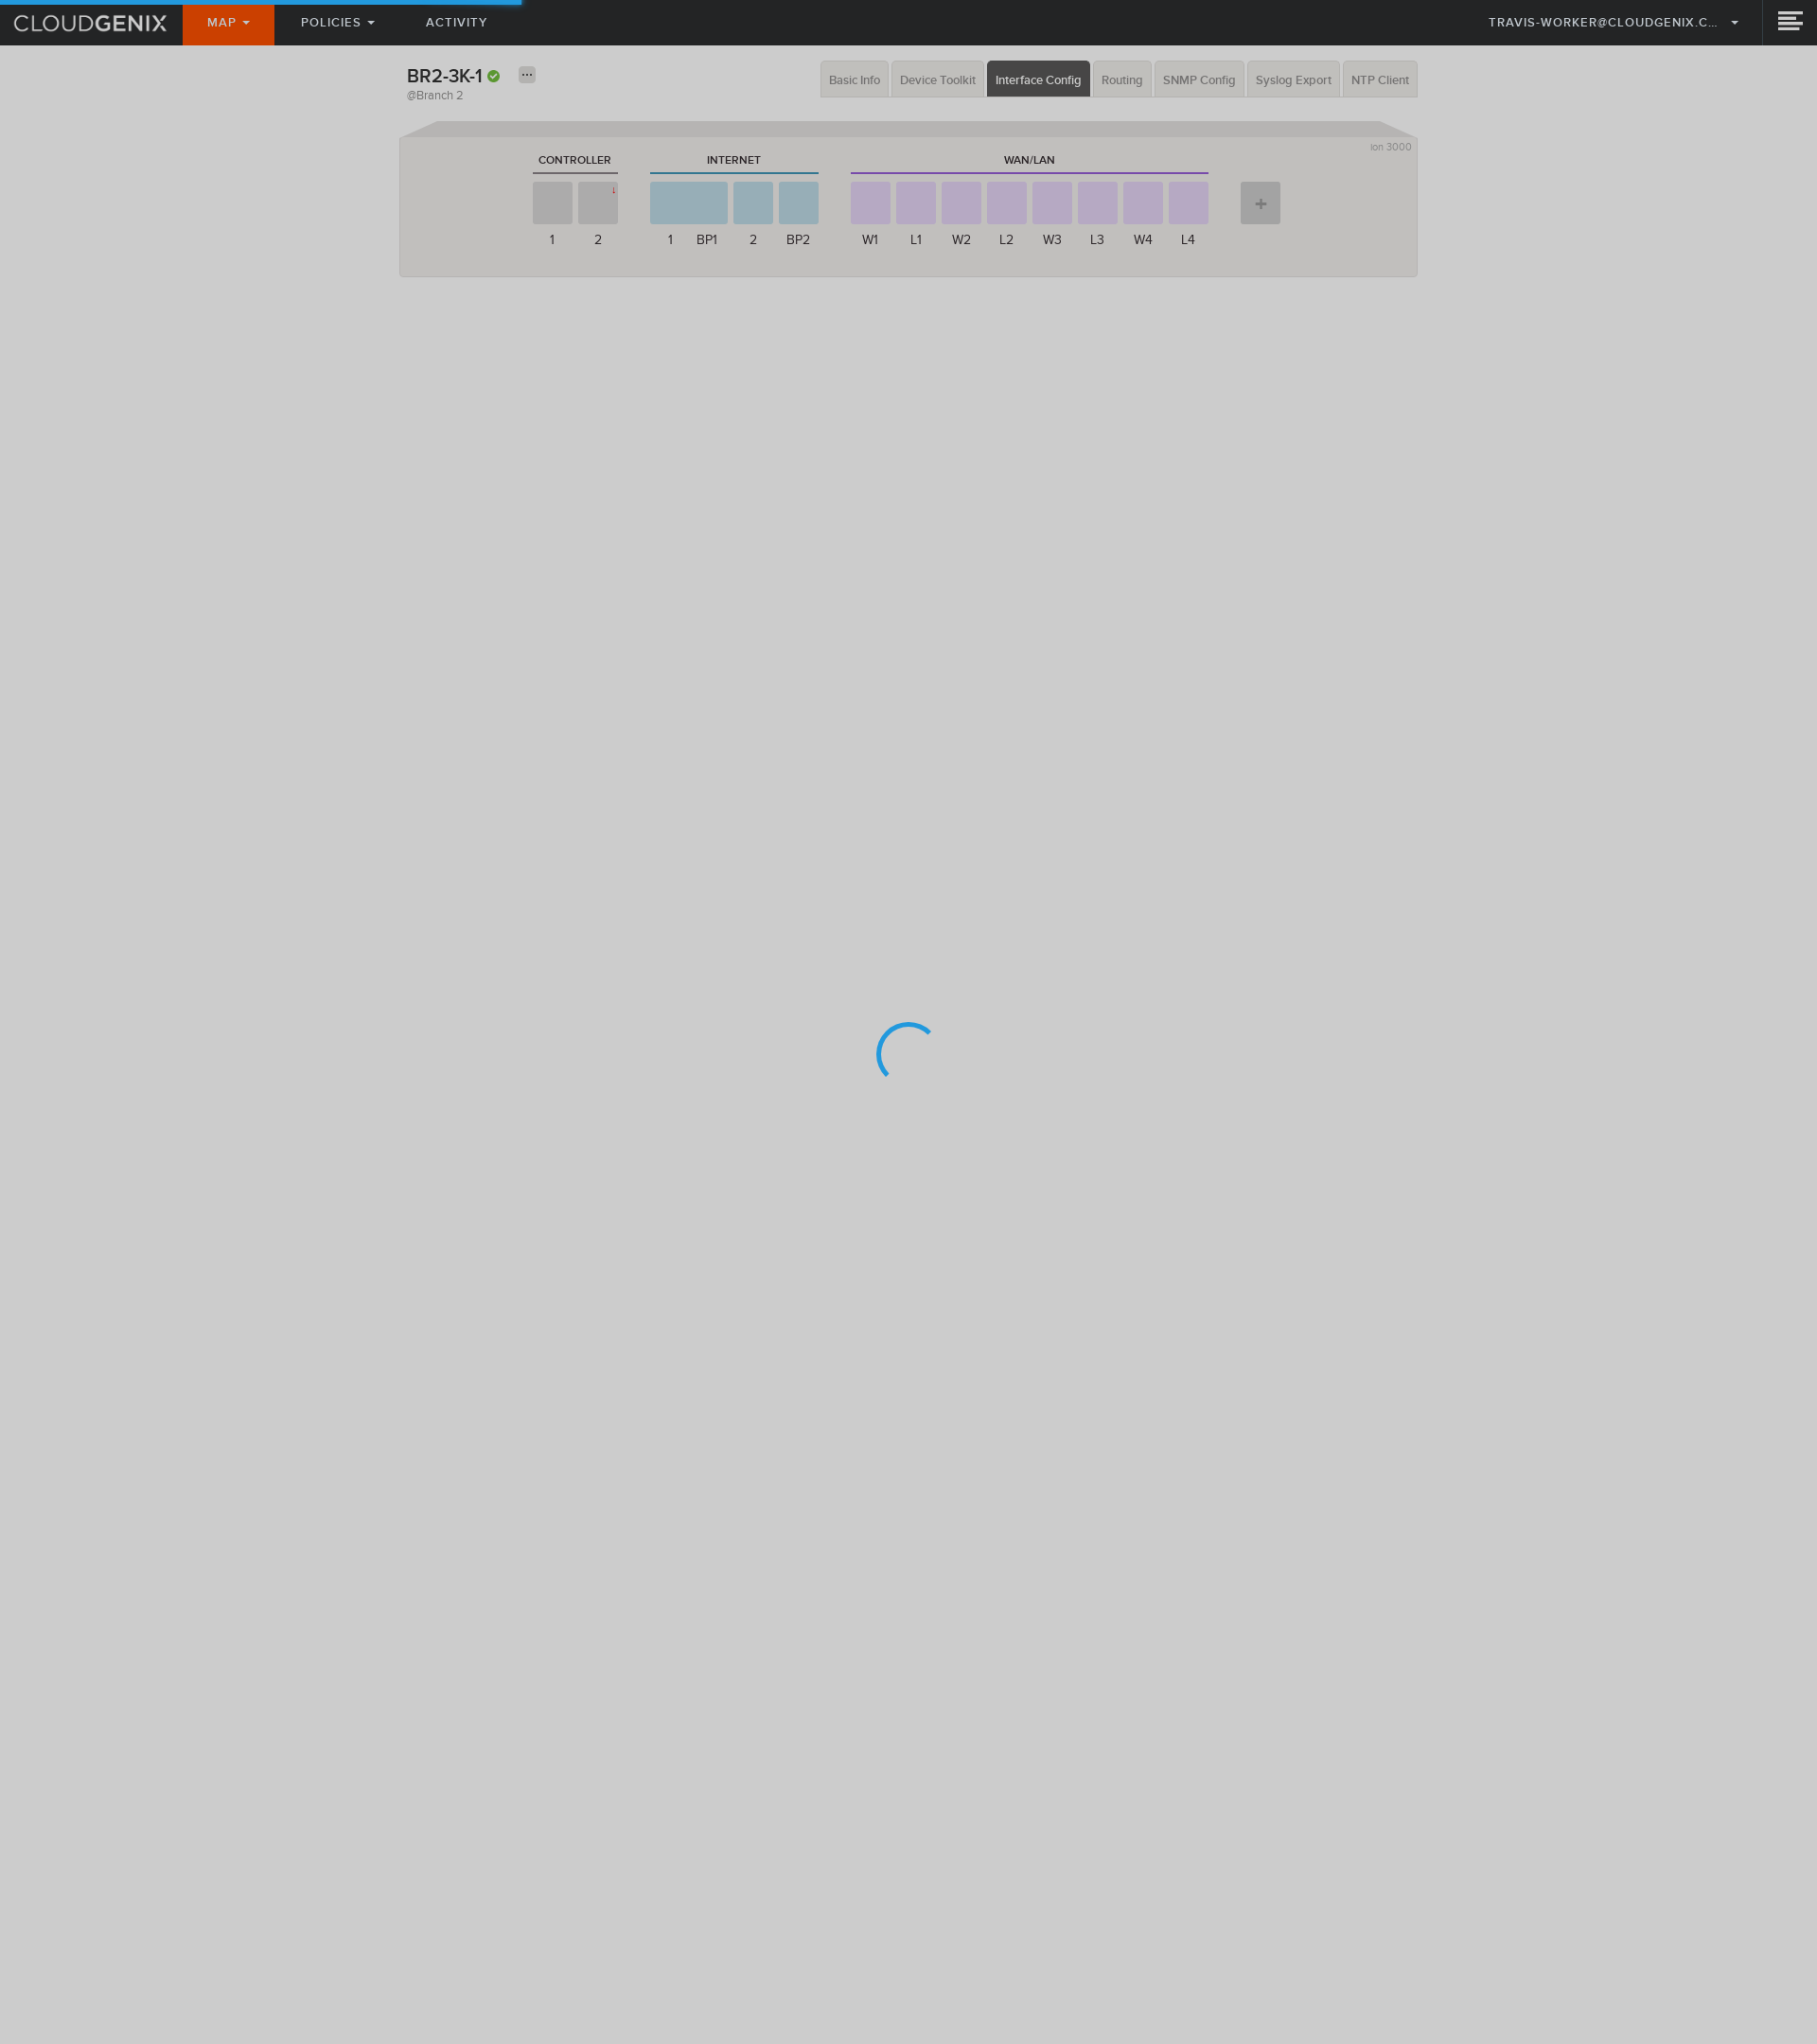 CLOUDGENIX MAP POLICIES ACTIVITY TRAVIS-WORKER@CLOUDGENIX.C...
BR2-3K-1 Basic Info Device Toolkit Interface Config Routing SNMP Config Syslog Export NTP Client
@Branch 2
ion 3000
CONTROLLER INTERNET WAN/LAN
↓
+
1 2 1 BP1 2 BP2 W1 L1 W2 L2 W3 L3 W4 L4